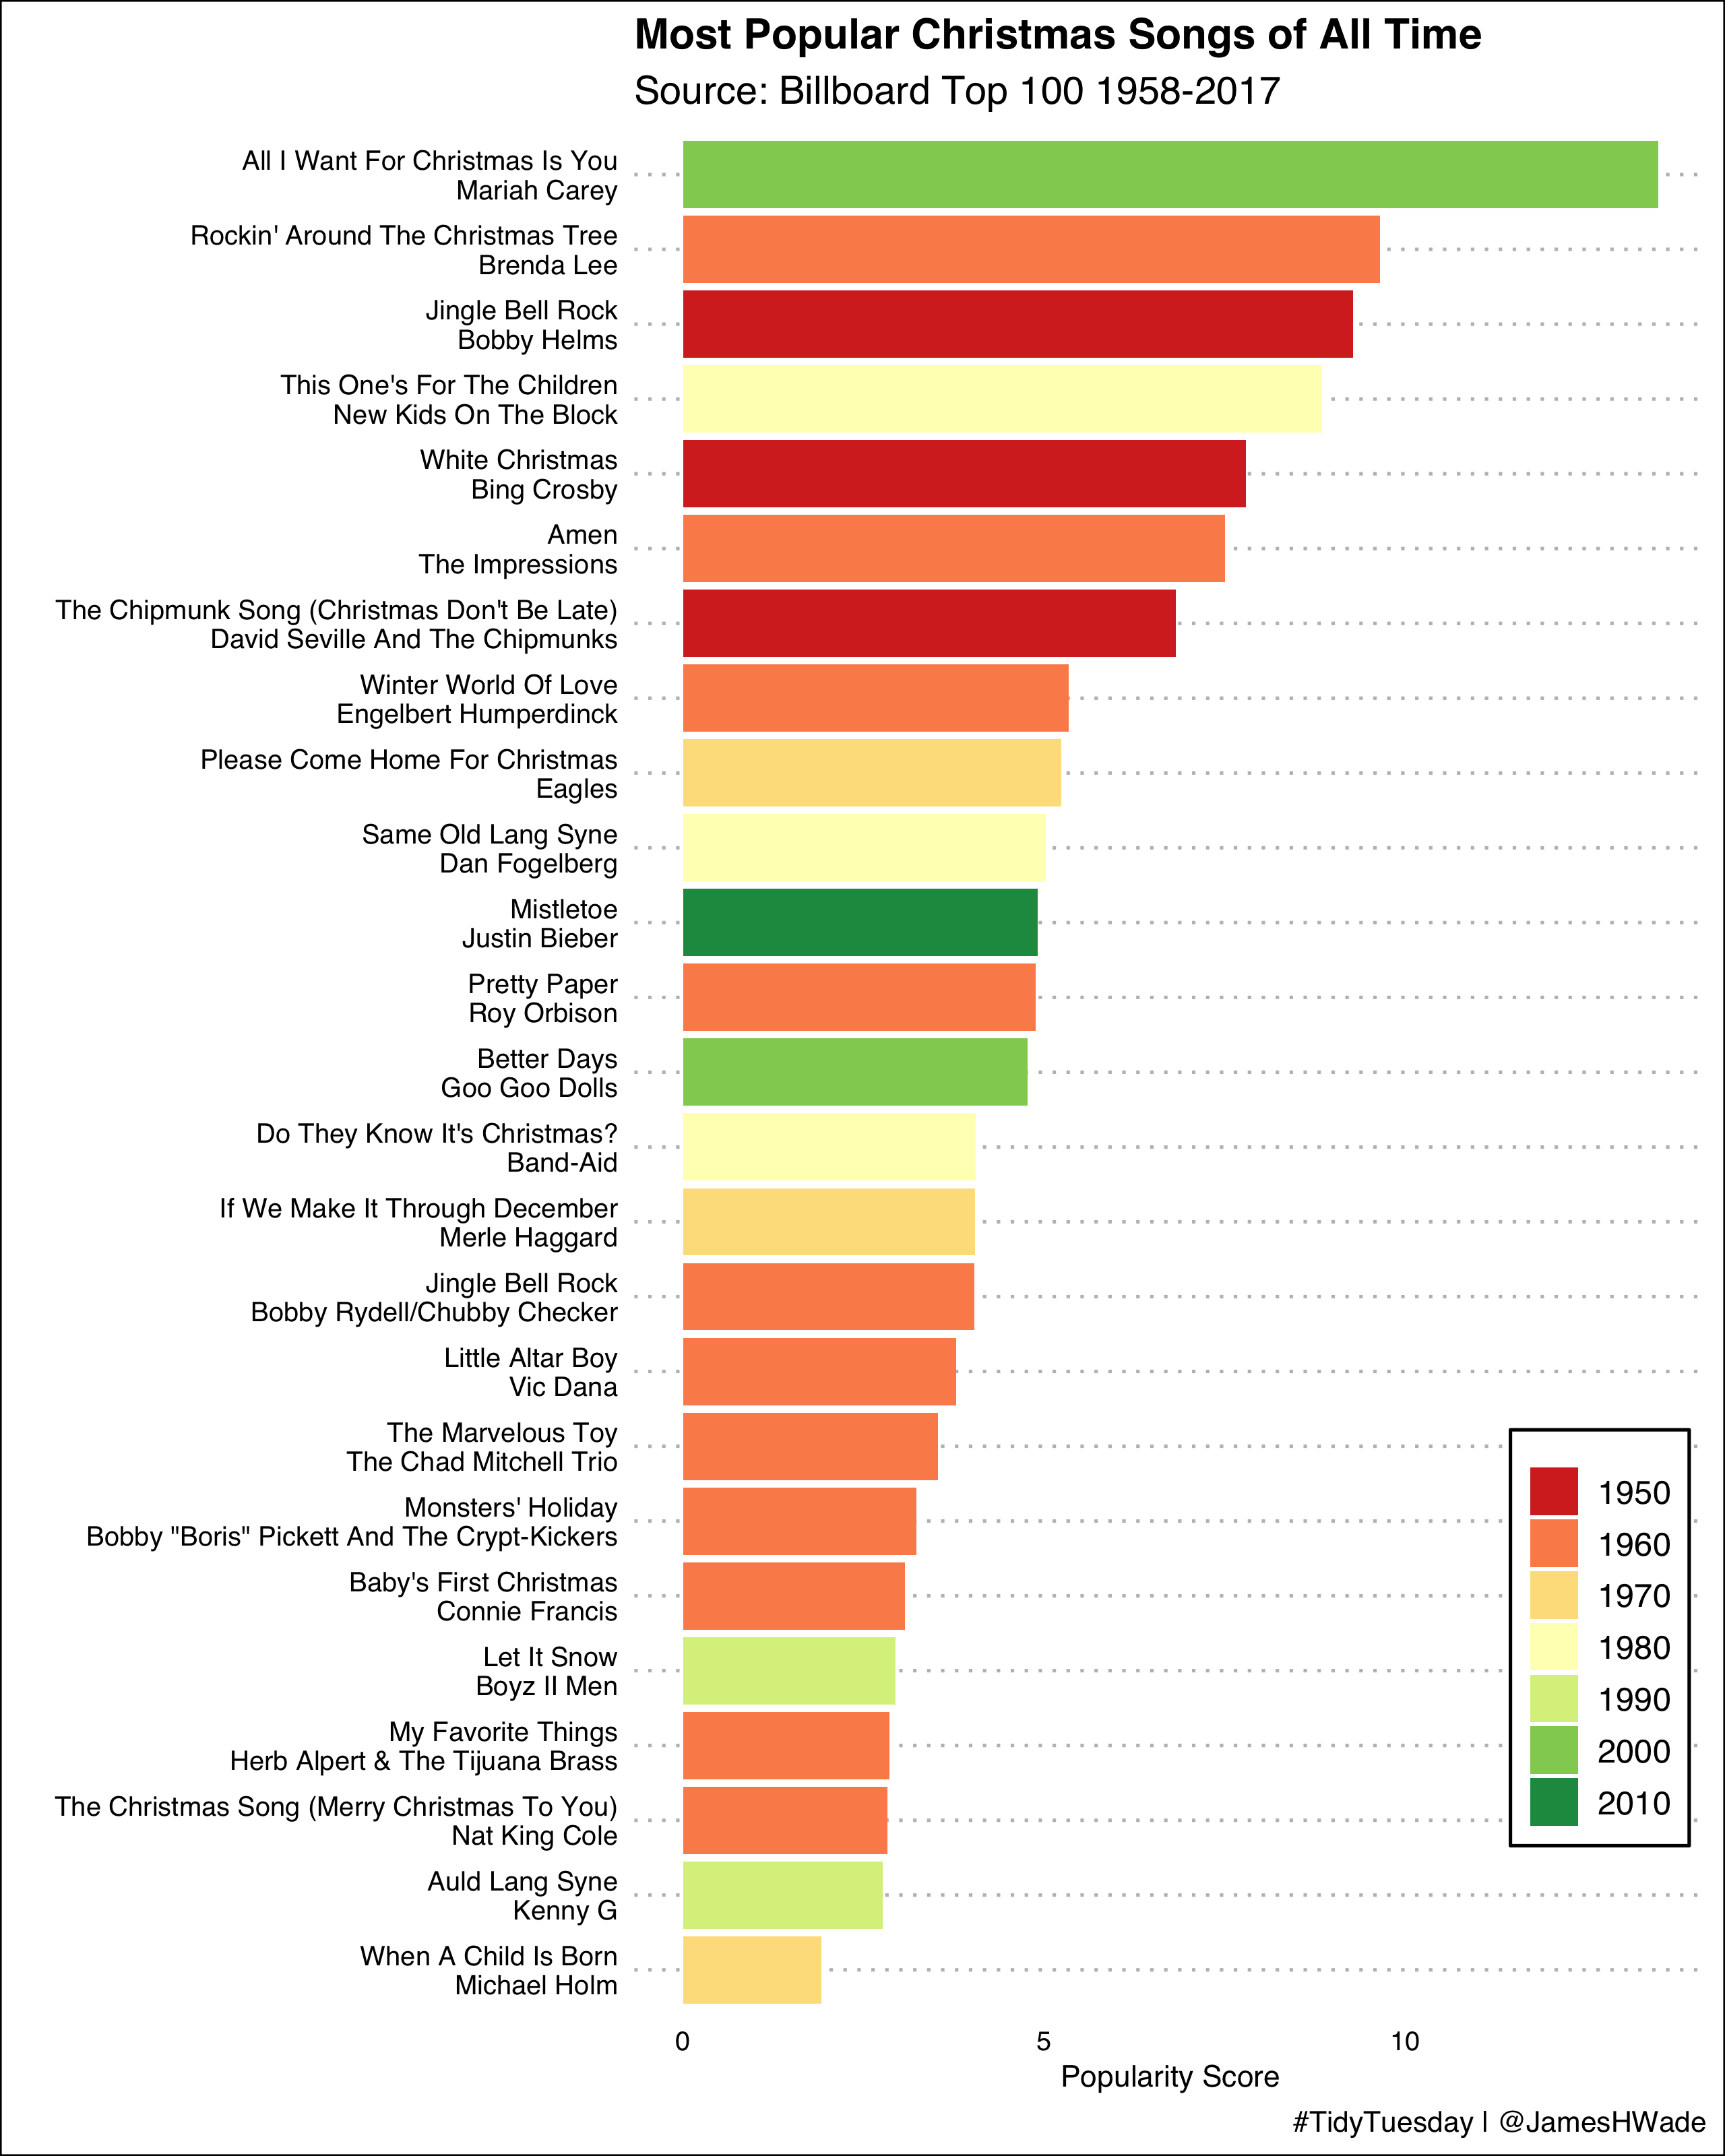 Most Popular Christmas Songs of All Time
Source: Billboard Top 100 1958-2017
All I Want For Christmas Is You
Mariah Carey
Rockin' Around The Christmas Tree
Brenda Lee
Jingle Bell Rock
Bobby Helms
This One's For The Children
New Kids On The Block
White Christmas
Bing Crosby
Amen
The Impressions
The Chipmunk Song (Christmas Don't Be Late)
David Seville And The Chipmunks
Winter World Of Love
Engelbert Humperdinck
Please Come Home For Christmas
Eagles
Same Old Lang Syne
Dan Fogelberg
Mistletoe
Justin Bieber
Pretty Paper
Roy Orbison
Better Days
Goo Goo Dolls
Do They Know It's Christmas?
Band-Aid
If We Make It Through December
Merle Haggard
Jingle Bell Rock
Bobby Rydell/Chubby Checker
Little Altar Boy
Vic Dana
The Marvelous Toy
The Chad Mitchell Trio
Monsters' Holiday
Bobby "Boris" Pickett And The Crypt-Kickers
Baby's First Christmas
Connie Francis
Let It Snow
Boyz II Men
My Favorite Things
Herb Alpert & The Tijuana Brass
The Christmas Song (Merry Christmas To You)
Nat King Cole
Auld Lang Syne
Kenny G
When A Child Is Born
Michael Holm
1950
1960
1970
1980
1990
2000
2010
0 5 10
Popularity Score
#TidyTuesday | @JamesHWade